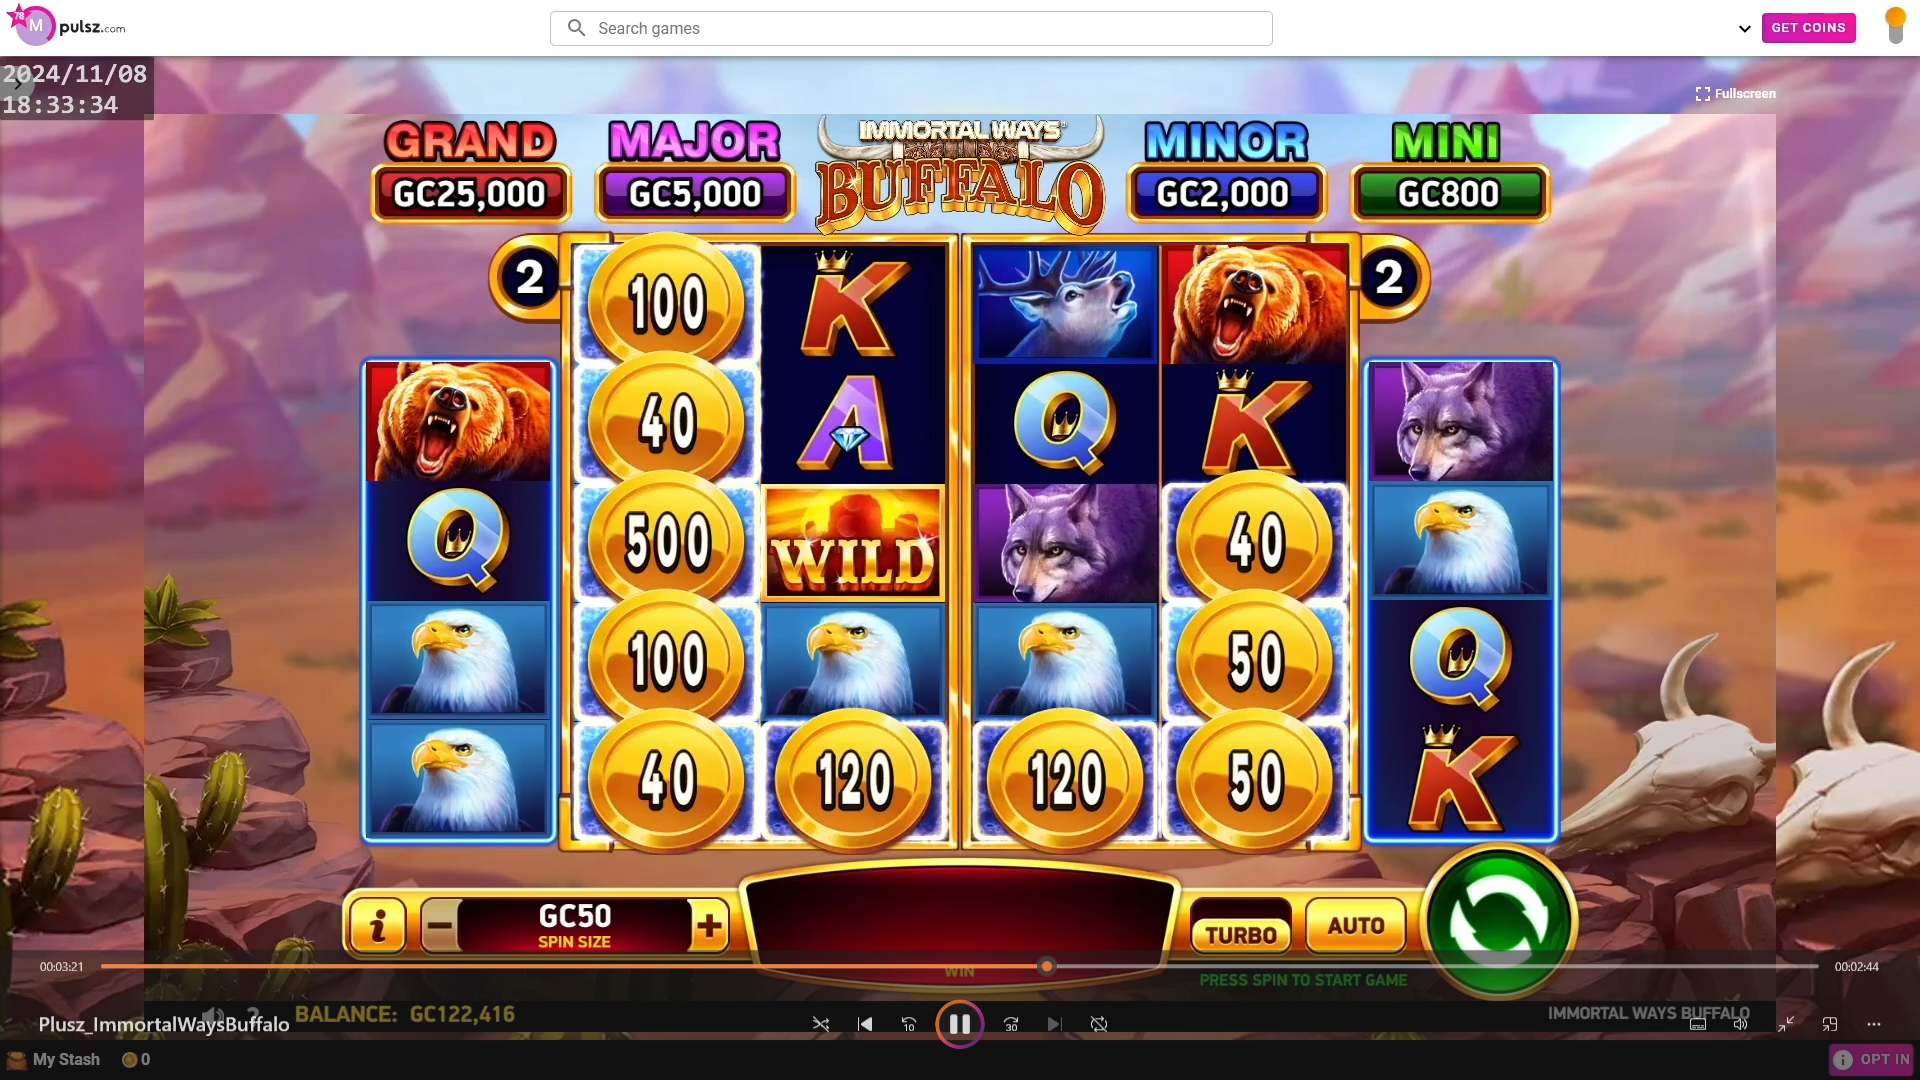 78
M
pulsz.com
Search games
GET COINS
2024/11/08
18:33:34
Fullscreen
GRAND
MAJOR
IMMORTAL WAYS
BUFFALO
MINOR
MINI
GC25,000
GC5,000
GC2,000
GC800
2
100
K
2
40
A
Q
K
Q
500
WILD
40
100
50
Q
40
120
120
50
K
i
GC50
SPIN SIZE
TURBO
AUTO
00:03:21
WIN
00:02:44
PRESS SPIN TO START GAME
Plusz_ImmortalWaysBuffalo
BALANCE: GC122,416
10
30
IMMORTAL WAYS BUFFALO
My Stash
0
OPT IN